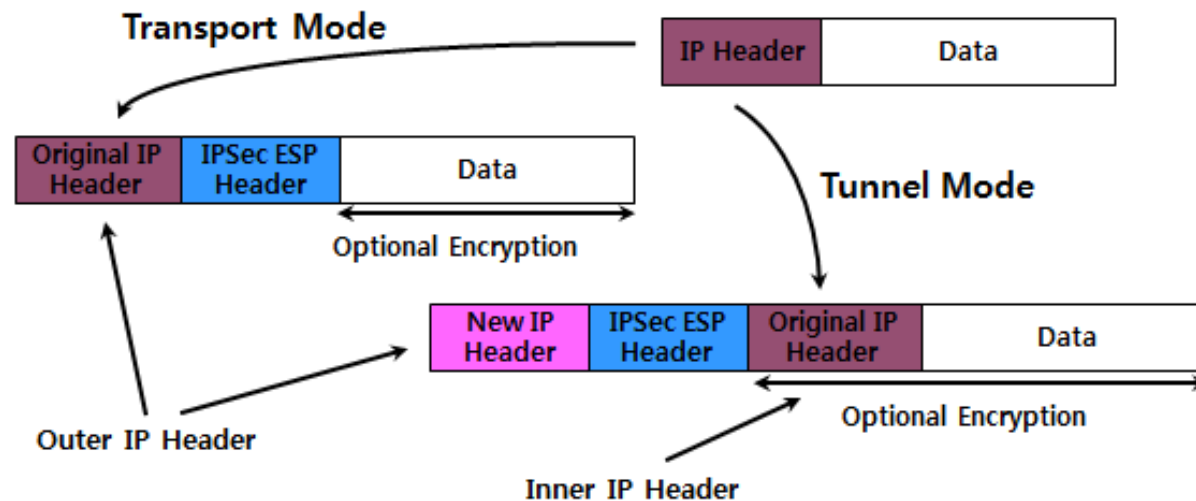 Transport Mode
IP Header
Data
Original IP
Header
IPSec ESP
Header
Data
Optional Encryption
Tunnel Mode
New IP
Header
IPSec ESP
Header
Original IP
Header
Data
Optional Encryption
Outer IP Header
Inner IP Header